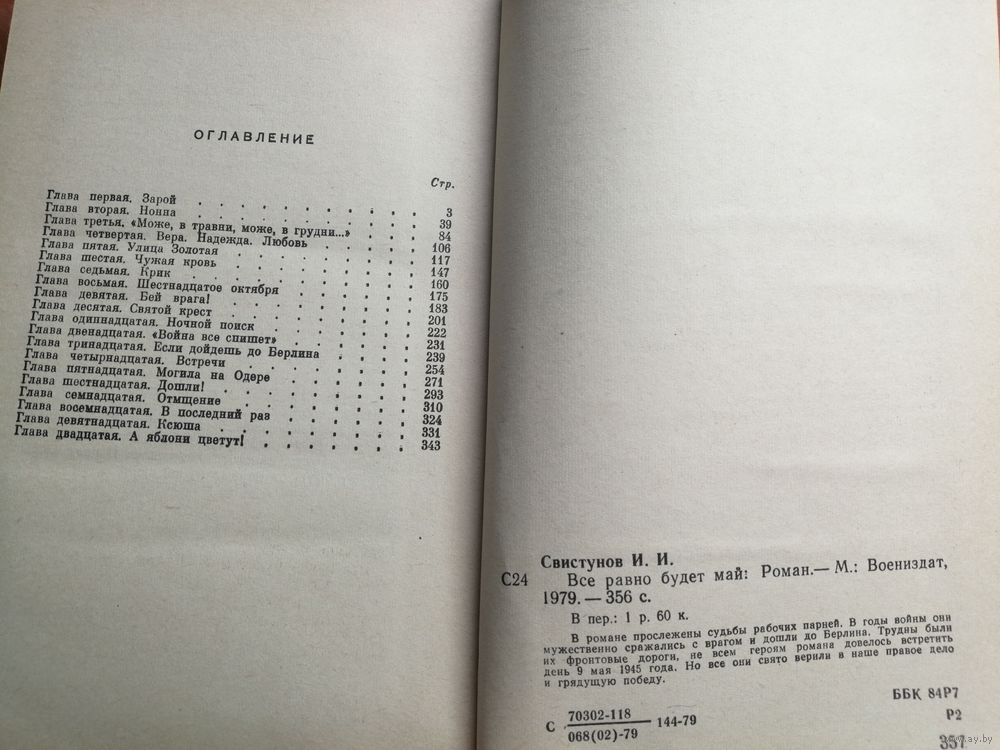 ОГЛАВЛЕНИЕ
Стр.
Глава первая. Зарой . . . . . . . . . . 3
Глава вторая. Нонна . . . . . . . . . . 39
Глава третья. «Може, в травни, може, в грудни...» . . . 84
Глава четвертая. Вера. Надежда. Любовь . . . . 106
Глава пятая. Улица Золотая . . . . . . . . 117
Глава шестая. Чужая кровь . . . . . . . . 147
Глава седьмая. Крик . . . . . . . . . . 160
Глава восьмая. Шестнадцатое октября . . . . . 175
Глава девятая. Бей врага! . . . . . . . . 183
Глава десятая. Святой крест . . . . . . . . 201
Глава одиннадцатая. Ночной поиск . . . . . . 222
Глава двенадцатая. «Война все спишет» . . . . . 231
Глава тринадцатая. Если дойдешь до Берлина . . . . 239
Глава четырнадцатая. Встречи . . . . . . . 254
Глава пятнадцатая. Могила на Одере . . . . . . 271
Глава шестнадцатая. Дошли! . . . . . . . . 293
Глава семнадцатая. Отмщение . . . . . . . 310
Глава восемнадцатая. В последний раз . . . . . 324
Глава девятнадцатая. Ксюша . . . . . . . . 331
Глава двадцатая. А яблони цветут! . . . . . . 343
Свистунов И. И.
С24 Все равно будет май: Роман.— М.: Воениздат,
1979.— 356 с.
В пер.: 1 р. 60 к.
В романе прослежены судьбы рабочих парней. В годы войны они
мужественно сражались с врагом и дошли до Берлина. Трудны были
их фронтовые дороги, не всем героям романа довелось встретить
день 9 мая 1945 года. Но все они свято верили в наше правое дело
и грядущую победу.
С 70302-118
068(02)-79 144-79
ББК 84Р7
Р2
357
www.ay.by